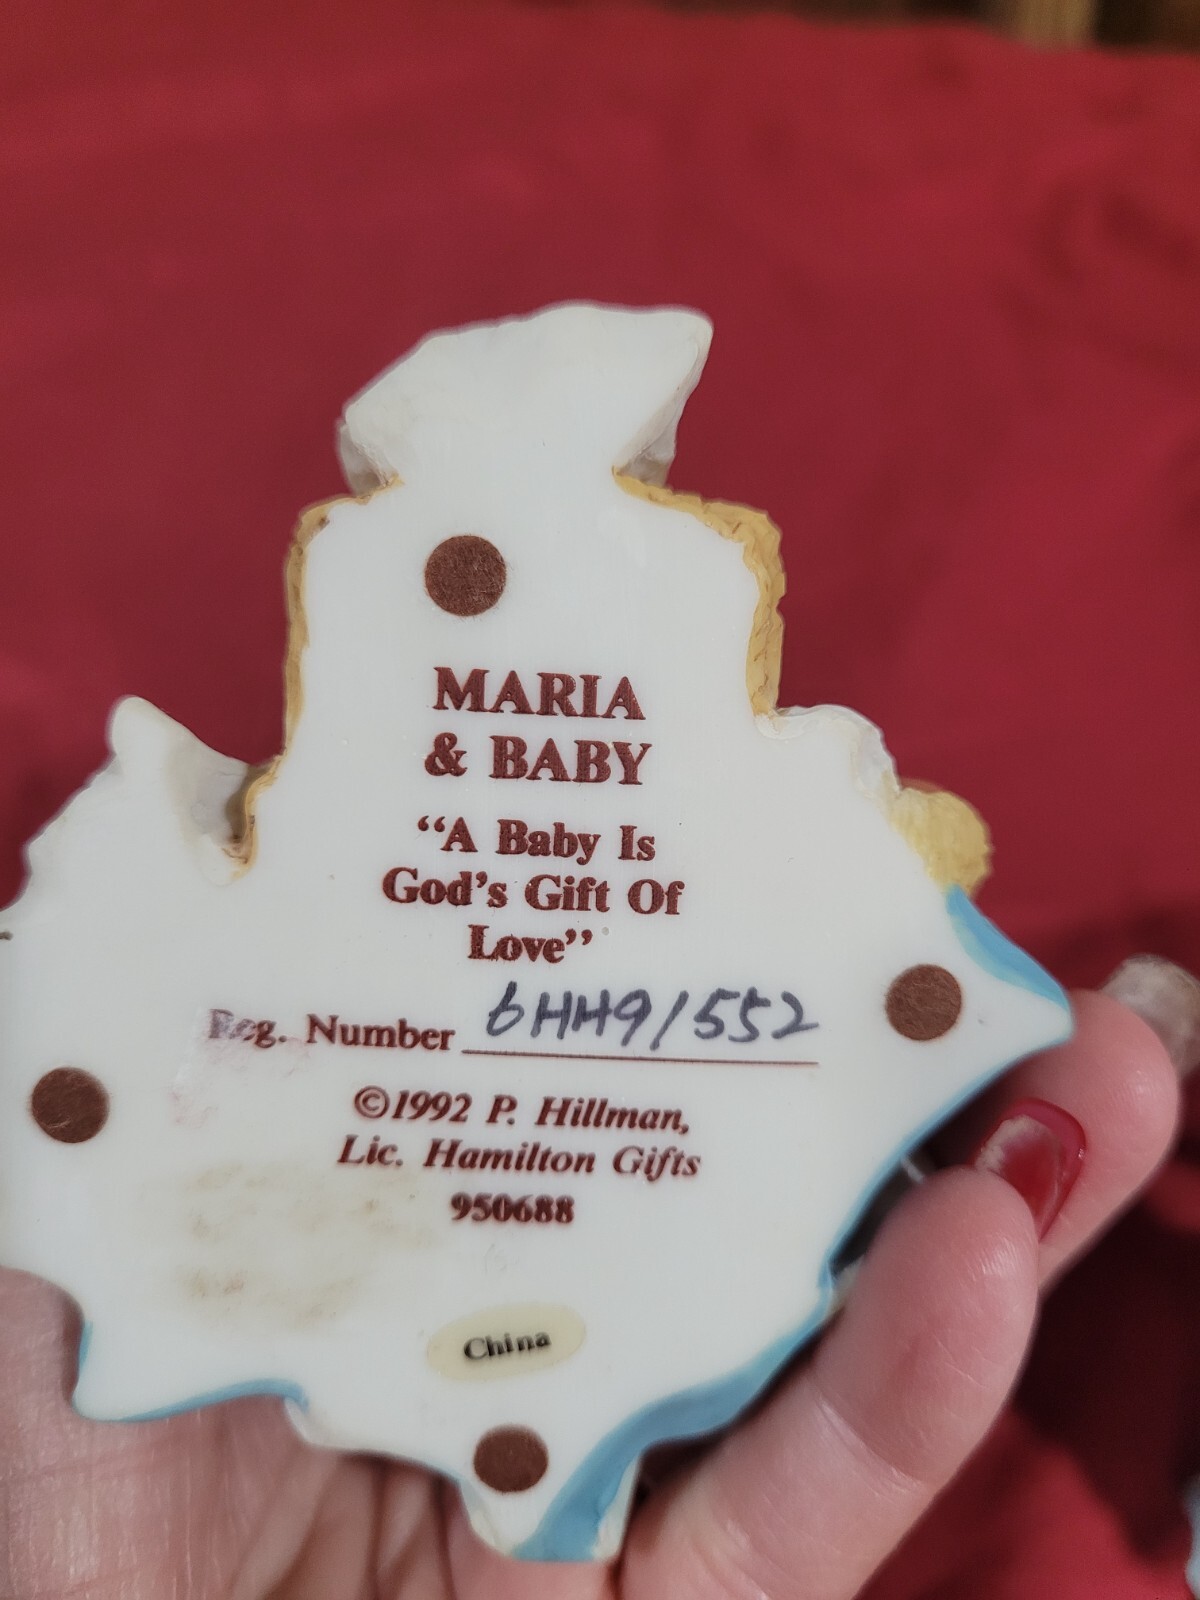 MARIA
& BABY
“A Baby Is
God’s Gift Of
Love”
Reg. Number 6HH9/552
©1992 P. Hillman,
Lic. Hamilton Gifts
950688
China